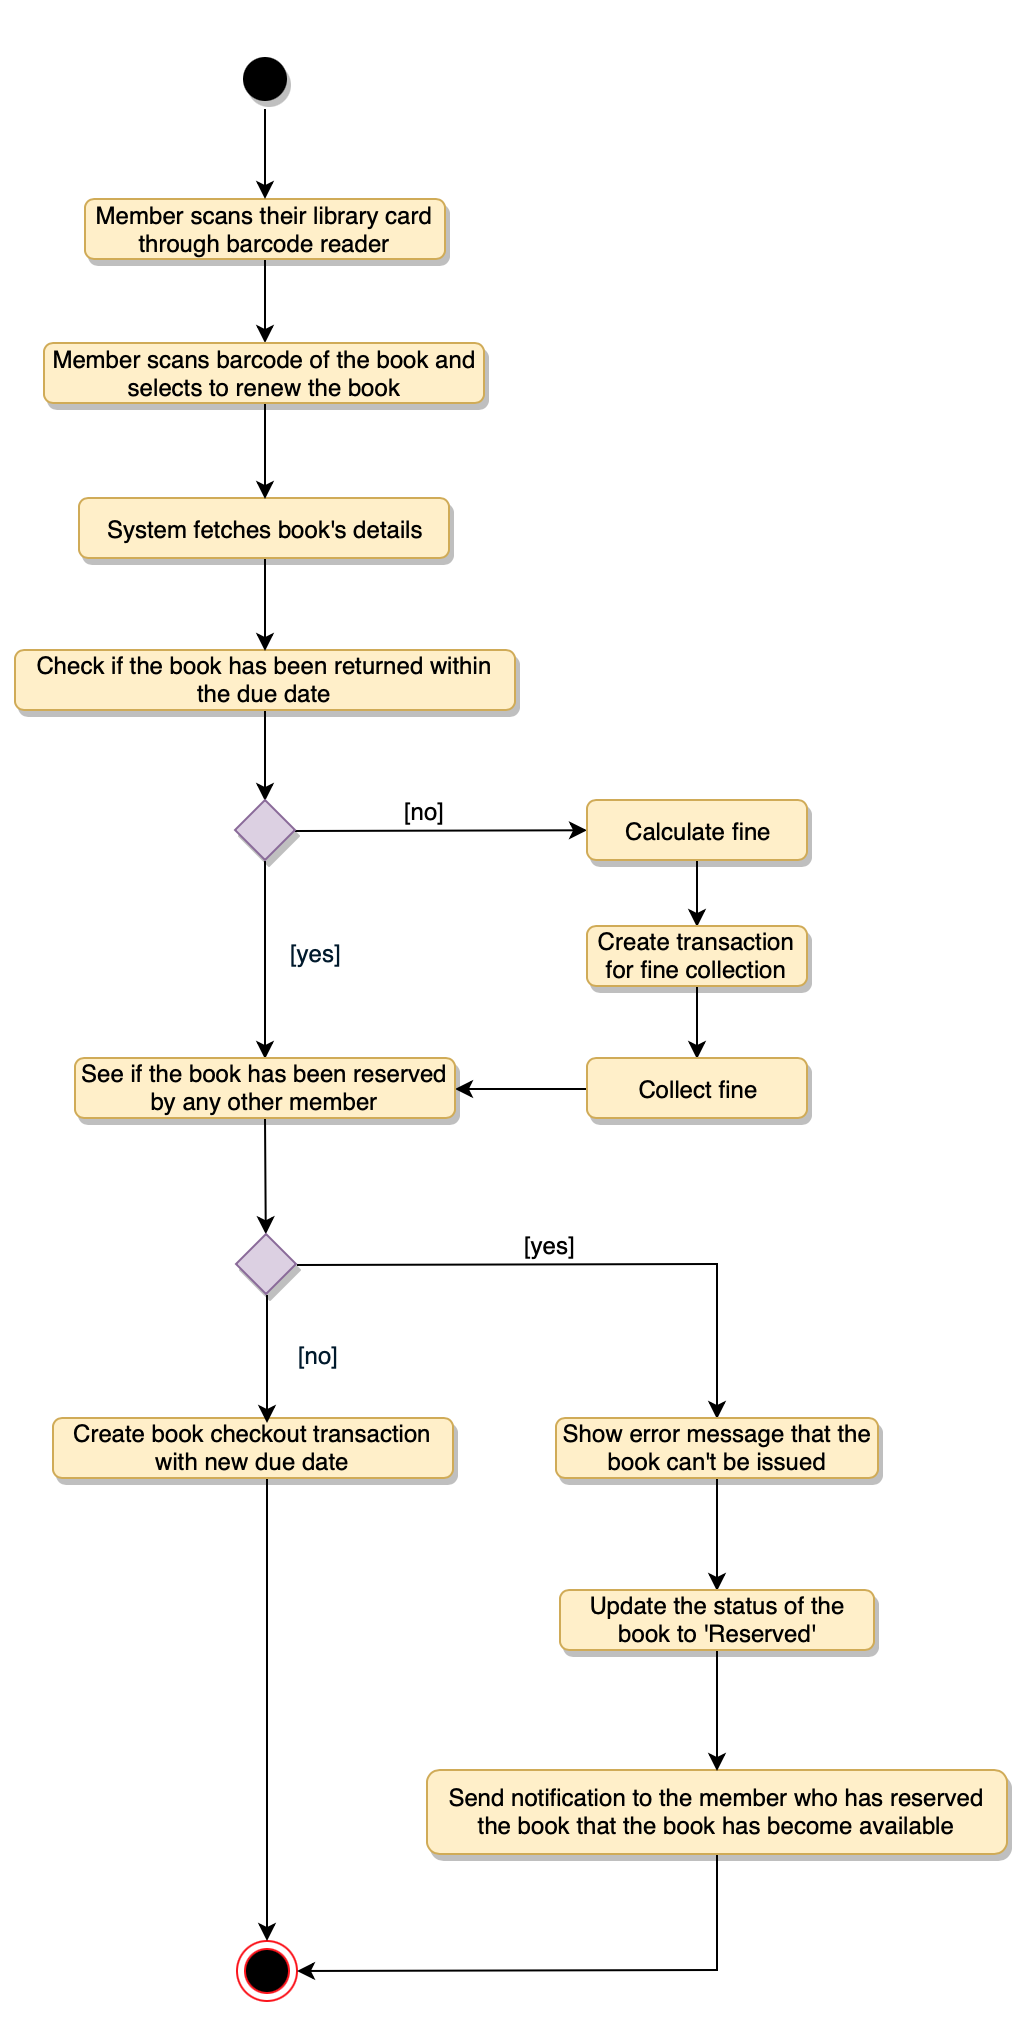 Member scans their library card
through barcode reader
Member scans barcode of the book and
selects to renew the book
System fetches book's details
Check if the book has been returned within
the due date
[no]
Calculate fine
Create transaction
for fine collection
[yes]
See if the book has been reserved
by any other member
Collect fine
[yes]
[no]
Create book checkout transaction
with new due date
Show error message that the
book can't be issued
Update the status of the
book to 'Reserved'
Send notification to the member who has reserved
the book that the book has become available